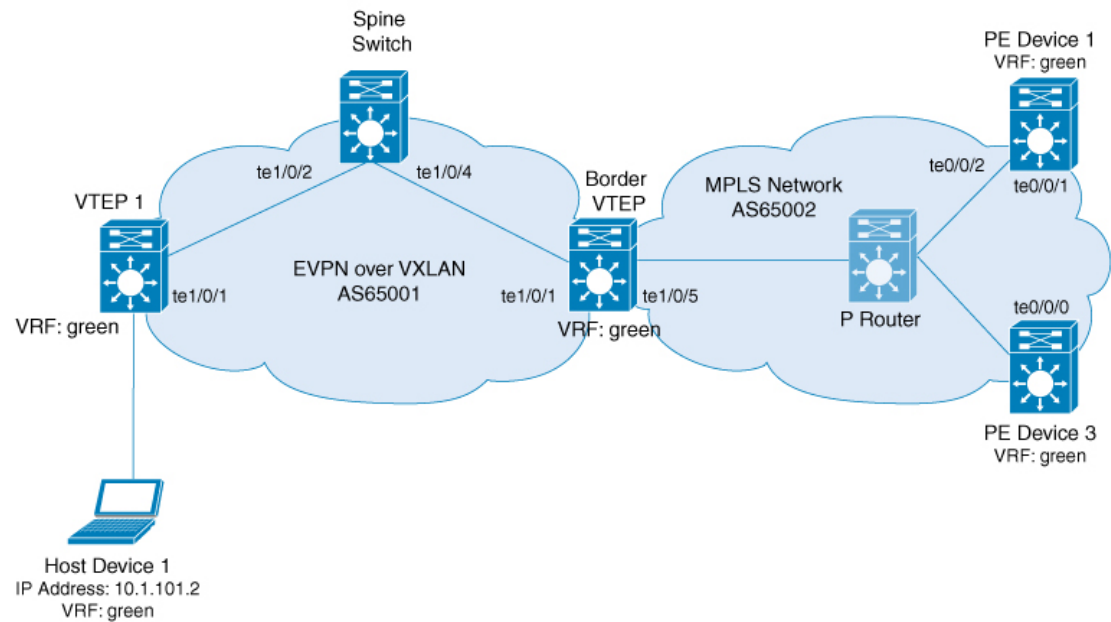 Spine
Switch
PE Device 1
VRF: green
te1/0/2
te1/0/4
Border
VTEP
MPLS Network
AS65002
te0/0/2
te0/0/1
VTEP 1
EVPN over VXLAN
AS65001
te1/0/1
te1/0/1
te1/0/5
VRF: green
VRF: green
P Router
te0/0/0
PE Device 3
VRF: green
Host Device 1
IP Address: 10.1.101.2
VRF: green